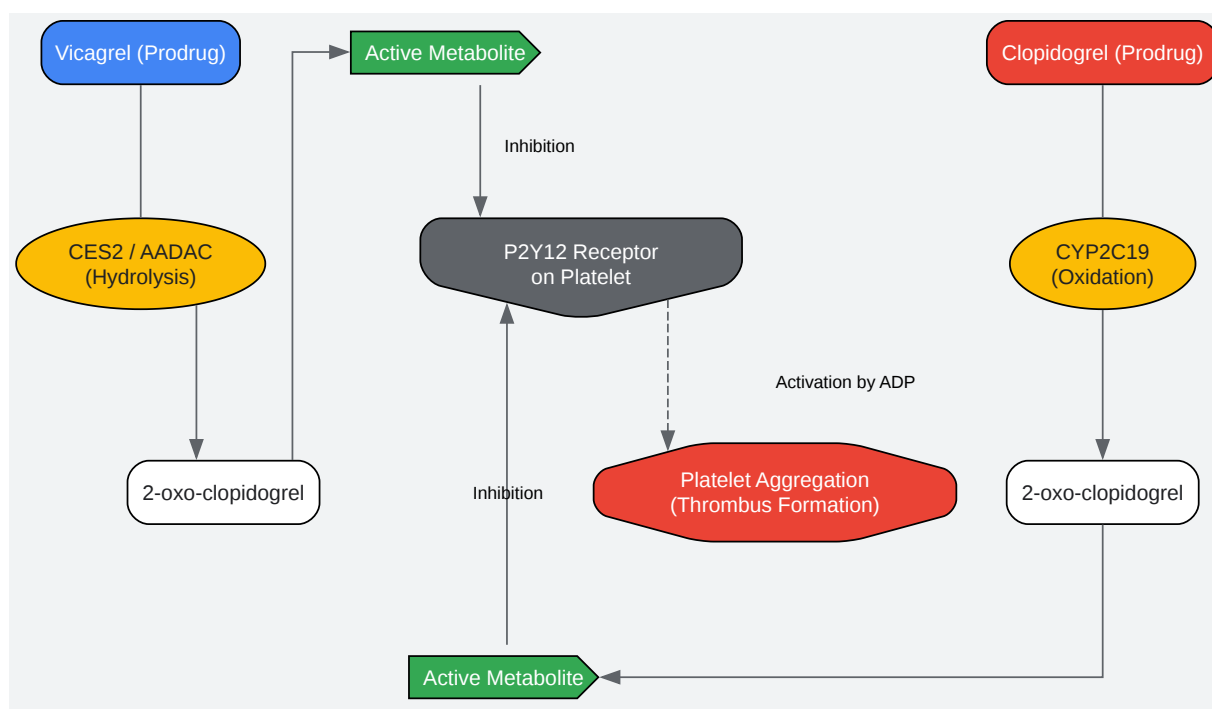 Vicagrel (Prodrug)
Active Metabolite
Clopidogrel (Prodrug)
Inhibition
CES2 / AADAC
(Hydrolysis)
P2Y12 Receptor
on Platelet
CYP2C19
(Oxidation)
Activation by ADP
2-oxo-clopidogrel
Inhibition
Platelet Aggregation
(Thrombus Formation)
2-oxo-clopidogrel
Active Metabolite